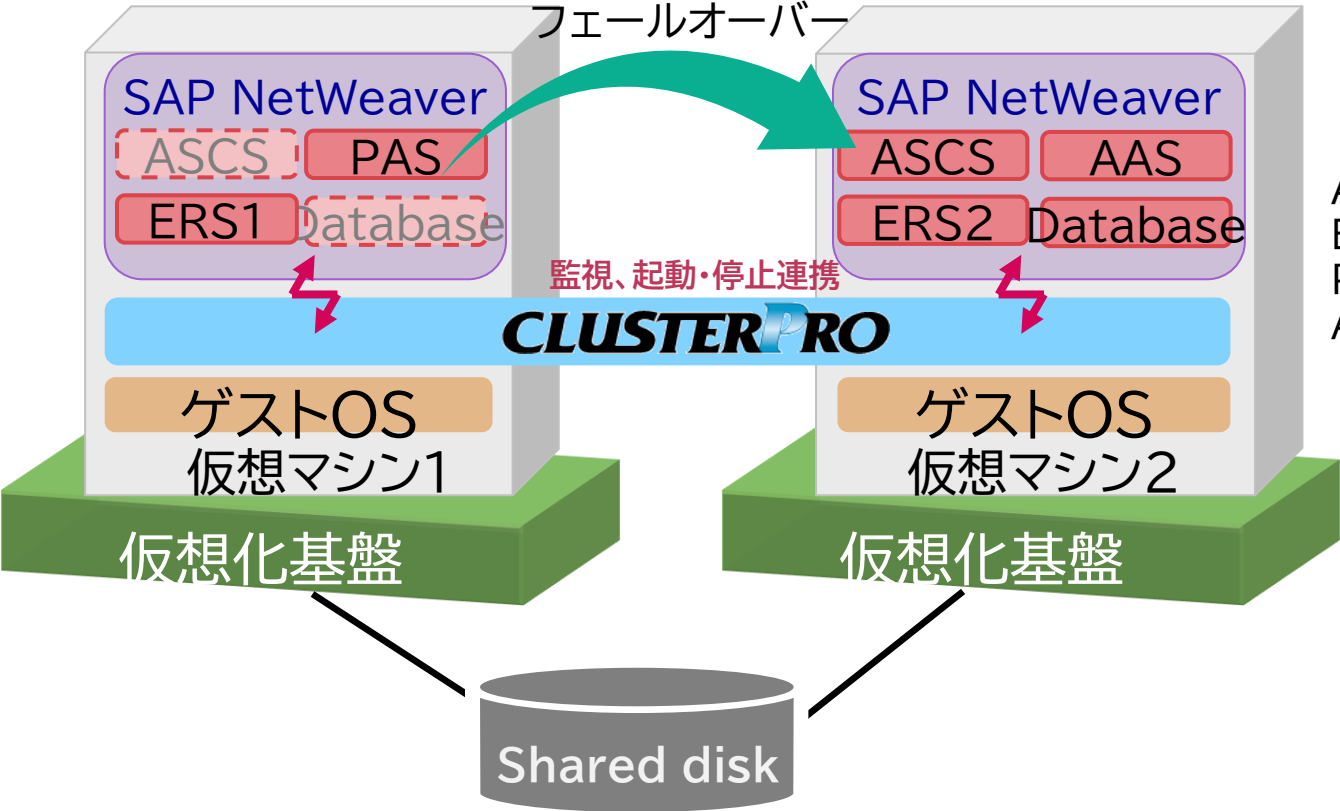 フェールオーバー
SAP NetWeaver
ASCS
PAS
ERS1
Database
SAP NetWeaver
ASCS
AAS
ERS2
Database
監視、起動・停止連携
CLUSTERPRO
ゲストOS
仮想マシン1
ゲストOS
仮想マシン2
仮想化基盤
仮想化基盤
Shared disk